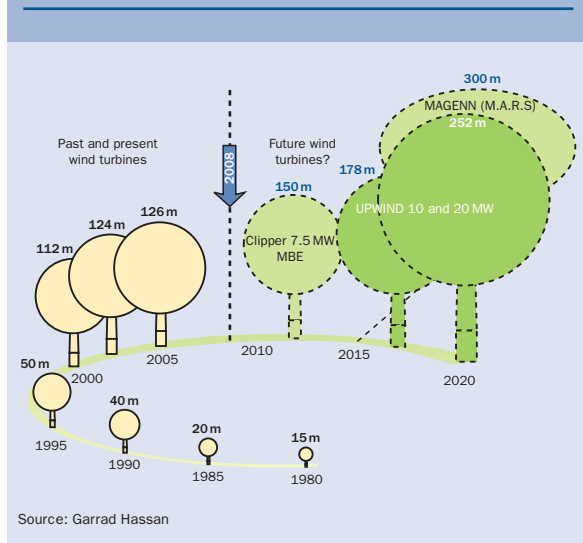 300 m
MAGENN (M.A.R.S)
252 m
Past and present
wind turbines
2008
Future wind
turbines?
178 m
150 m
UPWIND 10 and 20 MW
126 m
124 m
112 m
Clipper 7.5 MW
MBE
2010
2015
2005
2000
2020
50 m
40 m
20 m
15 m
1995
1990
1985
1980
Source: Garrad Hassan